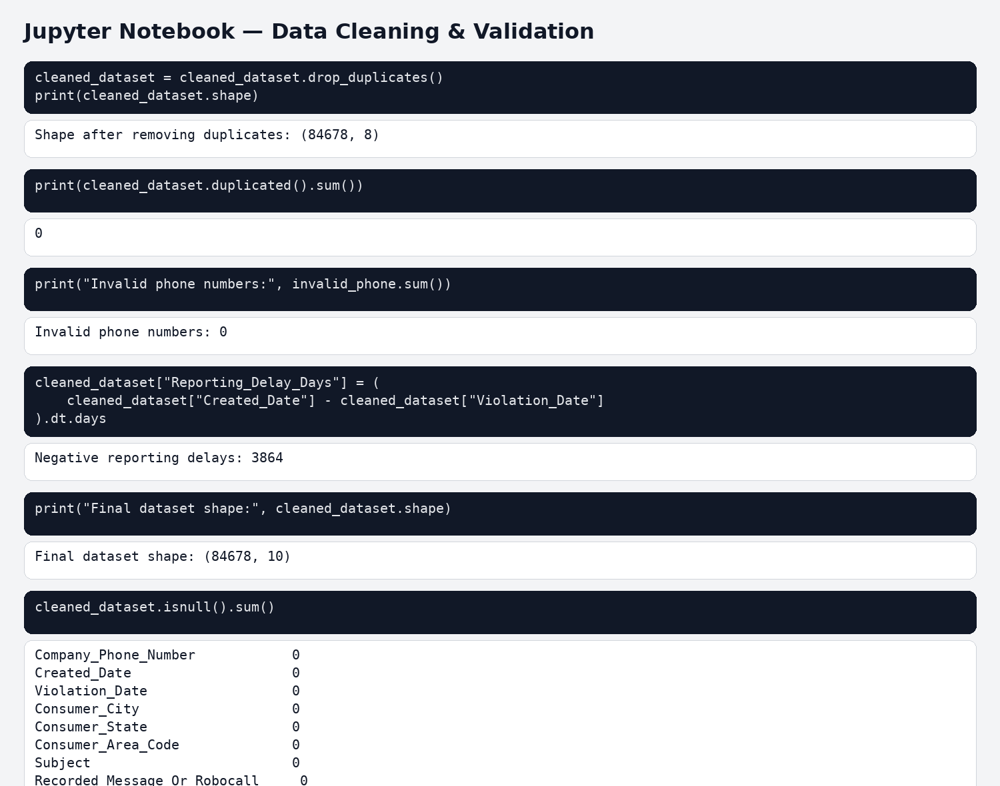 Jupyter Notebook — Data Cleaning & Validation
cleaned_dataset = cleaned_dataset.drop_duplicates()
print(cleaned_dataset.shape)
Shape after removing duplicates: (84678, 8)
print(cleaned_dataset.duplicated().sum())
0
print("Invalid phone numbers:", invalid_phone.sum())
Invalid phone numbers: 0
cleaned_dataset["Reporting_Delay_Days"] = (
    cleaned_dataset["Created_Date"] - cleaned_dataset["Violation_Date"]
).dt.days
Negative reporting delays: 3864
print("Final dataset shape:", cleaned_dataset.shape)
Final dataset shape: (84678, 10)
cleaned_dataset.isnull().sum()
Company_Phone_Number            0
Created_Date                    0
Violation_Date                  0
Consumer_City                   0
Consumer_State                  0
Consumer_Area_Code              0
Subject                         0
Recorded_Message_Or_Robocall     0